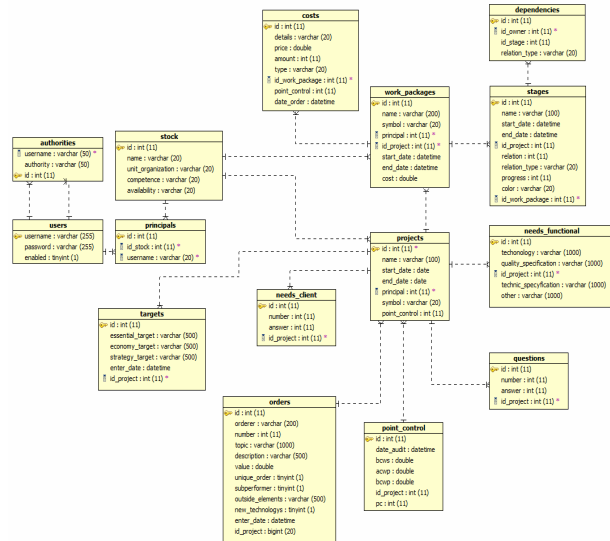 costs
id : int (11)
details : varchar (20)
price : double
amount : int (11)
type : varchar (20)
id_work_package : int (11) *
point_control : int (11)
date_order : datetime
dependencies
id : int (11)
id_owner : int (11) *
id_stage : int (11)
relation_type : varchar (20)
work_packages
id : int (11)
name : varchar (200)
symbol : varchar (20)
principal : int (11) *
id_project : int (11) *
start_date : datetime
end_date : datetime
cost : double
stages
id : int (11)
name : varchar (100)
start_date : datetime
end_date : datetime
id_project : int (11)
relation : int (11)
relation_type : varchar (20)
progress : int (11)
color : varchar (20)
id_work_package : int (11) *
authorities
username : varchar (50) *
authority : varchar (50)
id : int (11)
stock
id : int (11)
name : varchar (20)
unit_organization : varchar (20)
competence : varchar (20)
availability : varchar (20)
users
username : varchar (255)
password : varchar (255)
enabled : tinyint (1)
principals
id : int (11)
id_stock : int (11) *
username : varchar (20) *
projects
id : int (11) *
name : varchar (100)
start_date : date
end_date : date
principal : int (11) *
symbol : varchar (20)
point_control : int (11)
needs_functional
id : int (11)
techonology : varchar (1000)
quality_specification : varchar (1000)
id_project : int (11) *
technic_specyfication : varchar (1000)
other : varchar (1000)
needs_client
id : int (11)
number : int (11)
answer : int (11)
id_project : int (11) *
targets
id : int (11)
essential_target : varchar (500)
economy_target : varchar (500)
strategy_target : varchar (500)
enter_date : datetime
id_project : int (11) *
questions
id : int (11)
number : int (11)
answer : int (11)
id_project : int (11) *
orders
id : int (11)
orderer : varchar (200)
number : int (11)
topic : varchar (1000)
description : varchar (500)
value : double
unique_order : tinyint (1)
subperformer : tinyint (1)
outside_elements : varchar (500)
new_technology : tinyint (1)
enter_date : datetime
id_project : bigint (20)
point_control
id : int (11)
date_audit : datetime
bcws : double
acwp : double
bcwp : double
id_project : int (11)
pc : int (11)